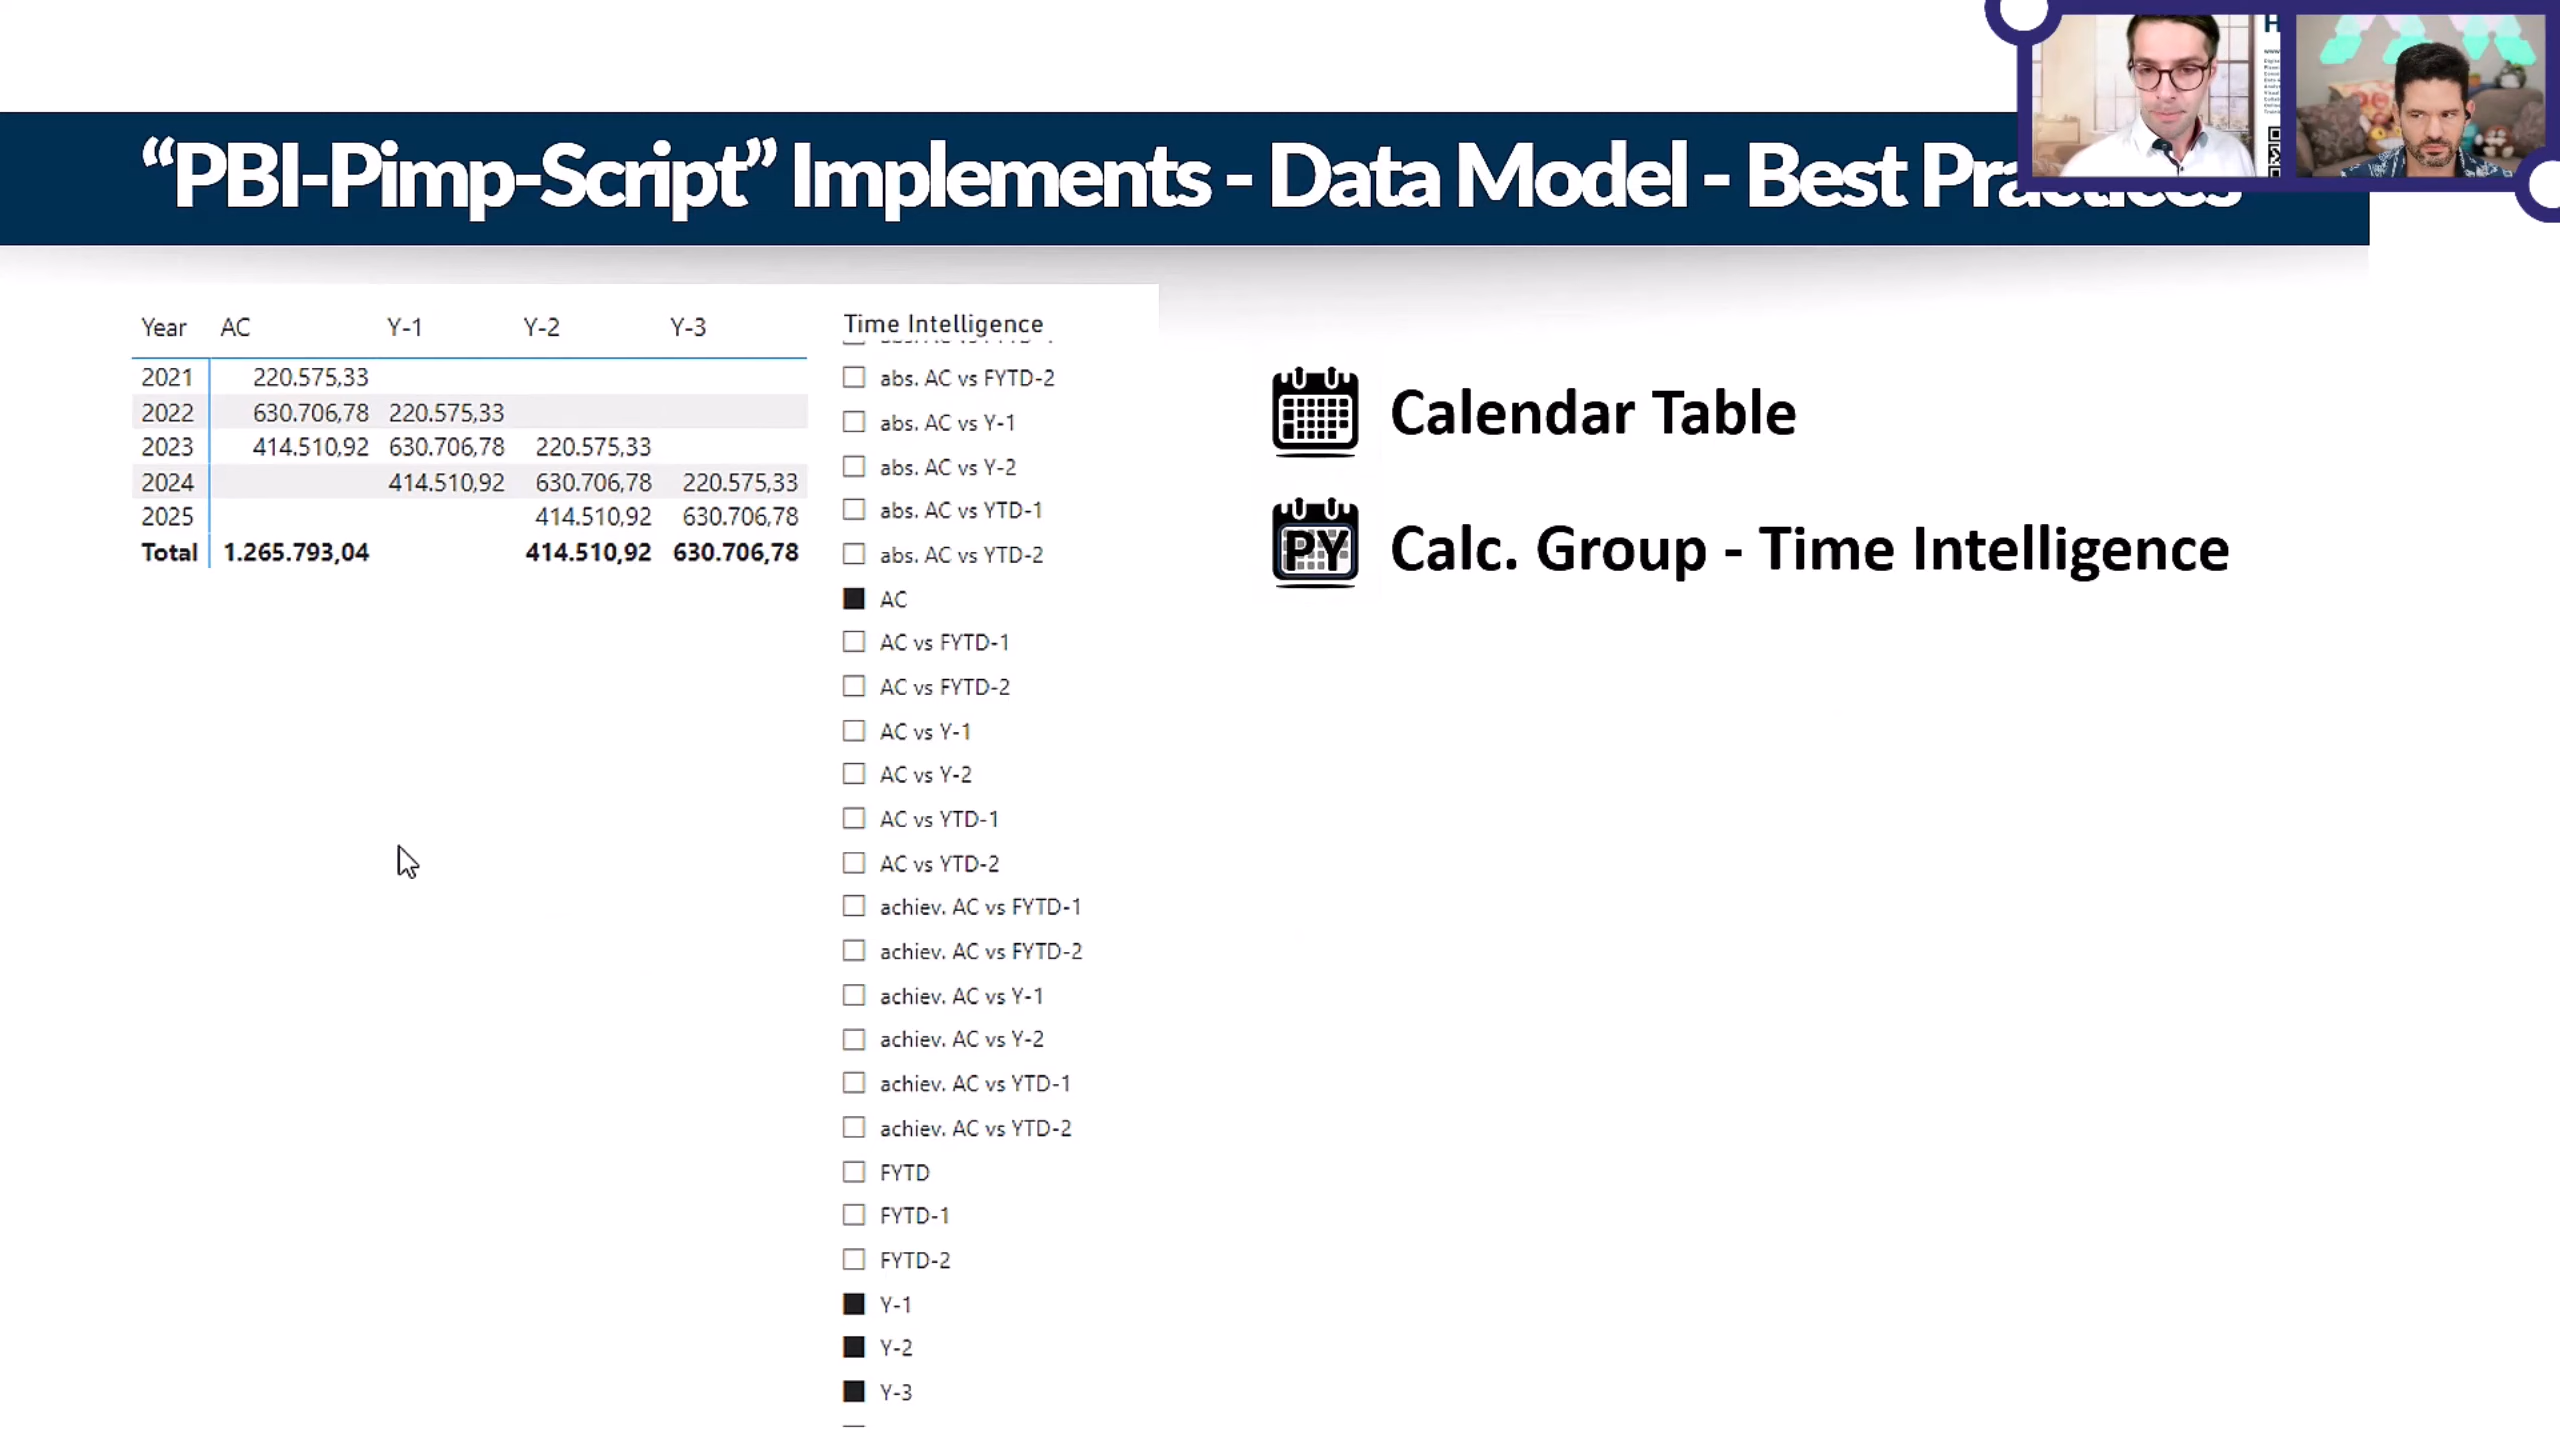 “PBI-Pimp-Script” Implements - Data Model - Best Practices
Year AC Y-1 Y-2 Y-3
2021 220.575,33
2022 630.706,78 220.575,33
2023 414.510,92 630.706,78 220.575,33
2024 414.510,92 630.706,78 220.575,33
2025 414.510,92 630.706,78
Total 1.265.793,04 414.510,92 630.706,78
Time Intelligence
abs. AC vs FYTD-2
abs. AC vs Y-1
abs. AC vs Y-2
abs. AC vs YTD-1
abs. AC vs YTD-2
AC
AC vs FYTD-1
AC vs FYTD-2
AC vs Y-1
AC vs Y-2
AC vs YTD-1
AC vs YTD-2
achiev. AC vs FYTD-1
achiev. AC vs FYTD-2
achiev. AC vs Y-1
achiev. AC vs Y-2
achiev. AC vs YTD-1
achiev. AC vs YTD-2
FYTD
FYTD-1
FYTD-2
Y-1
Y-2
Y-3
Calendar Table
PY
Calc. Group - Time Intelligence